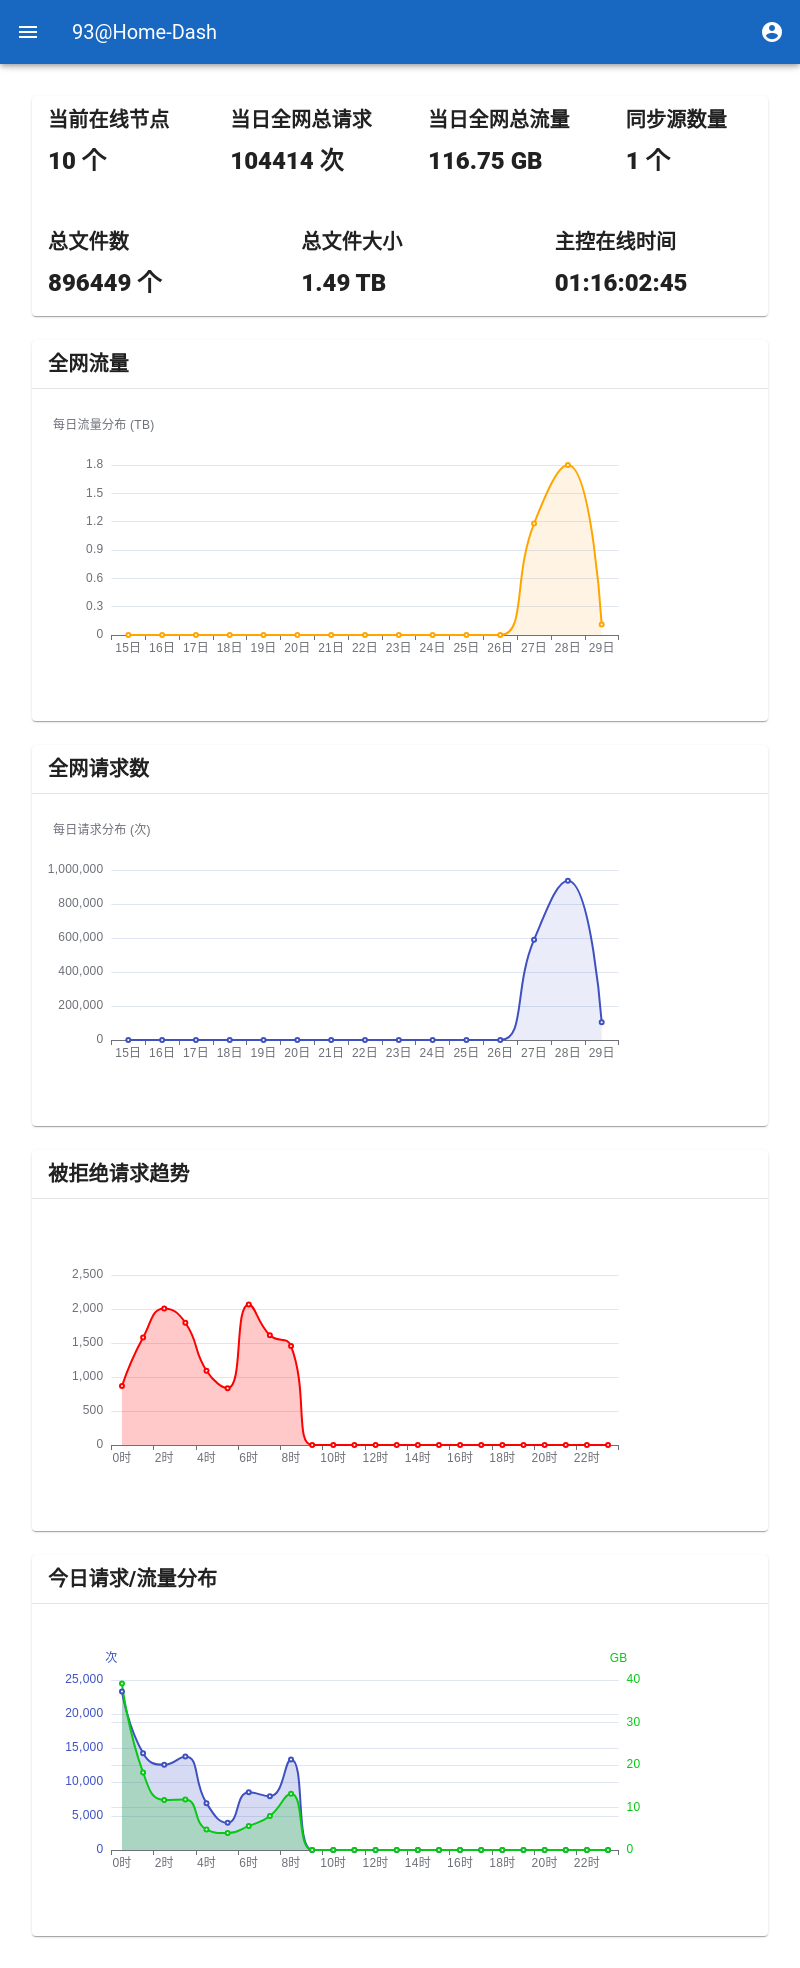 93@Home-Dash
当前在线节点 当日全网总请求 当日全网总流量 同步源数量
10 个 104414 次 116.75 GB 1 个
总文件数 总文件大小 主控在线时间
896449 个 1.49 TB 01:16:02:45
全网流量
每日流量分布 (TB)
1.8
1.5
1.2
0.9
0.6
0.3
0
15日 16日 17日 18日 19日 20日 21日 22日 23日 24日 25日 26日 27日 28日 29日
全网请求数
每日请求分布 (次)
1,000,000
800,000
600,000
400,000
200,000
0
15日 16日 17日 18日 19日 20日 21日 22日 23日 24日 25日 26日 27日 28日 29日
被拒绝请求趋势
2,500
2,000
1,500
1,000
500
0
0时 2时 4时 6时 8时 10时 12时 14时 16时 18时 20时 22时
今日请求/流量分布
次 GB
25,000 40
20,000 30
15,000 20
10,000 10
5,000
0 0
0时 2时 4时 6时 8时 10时 12时 14时 16时 18时 20时 22时